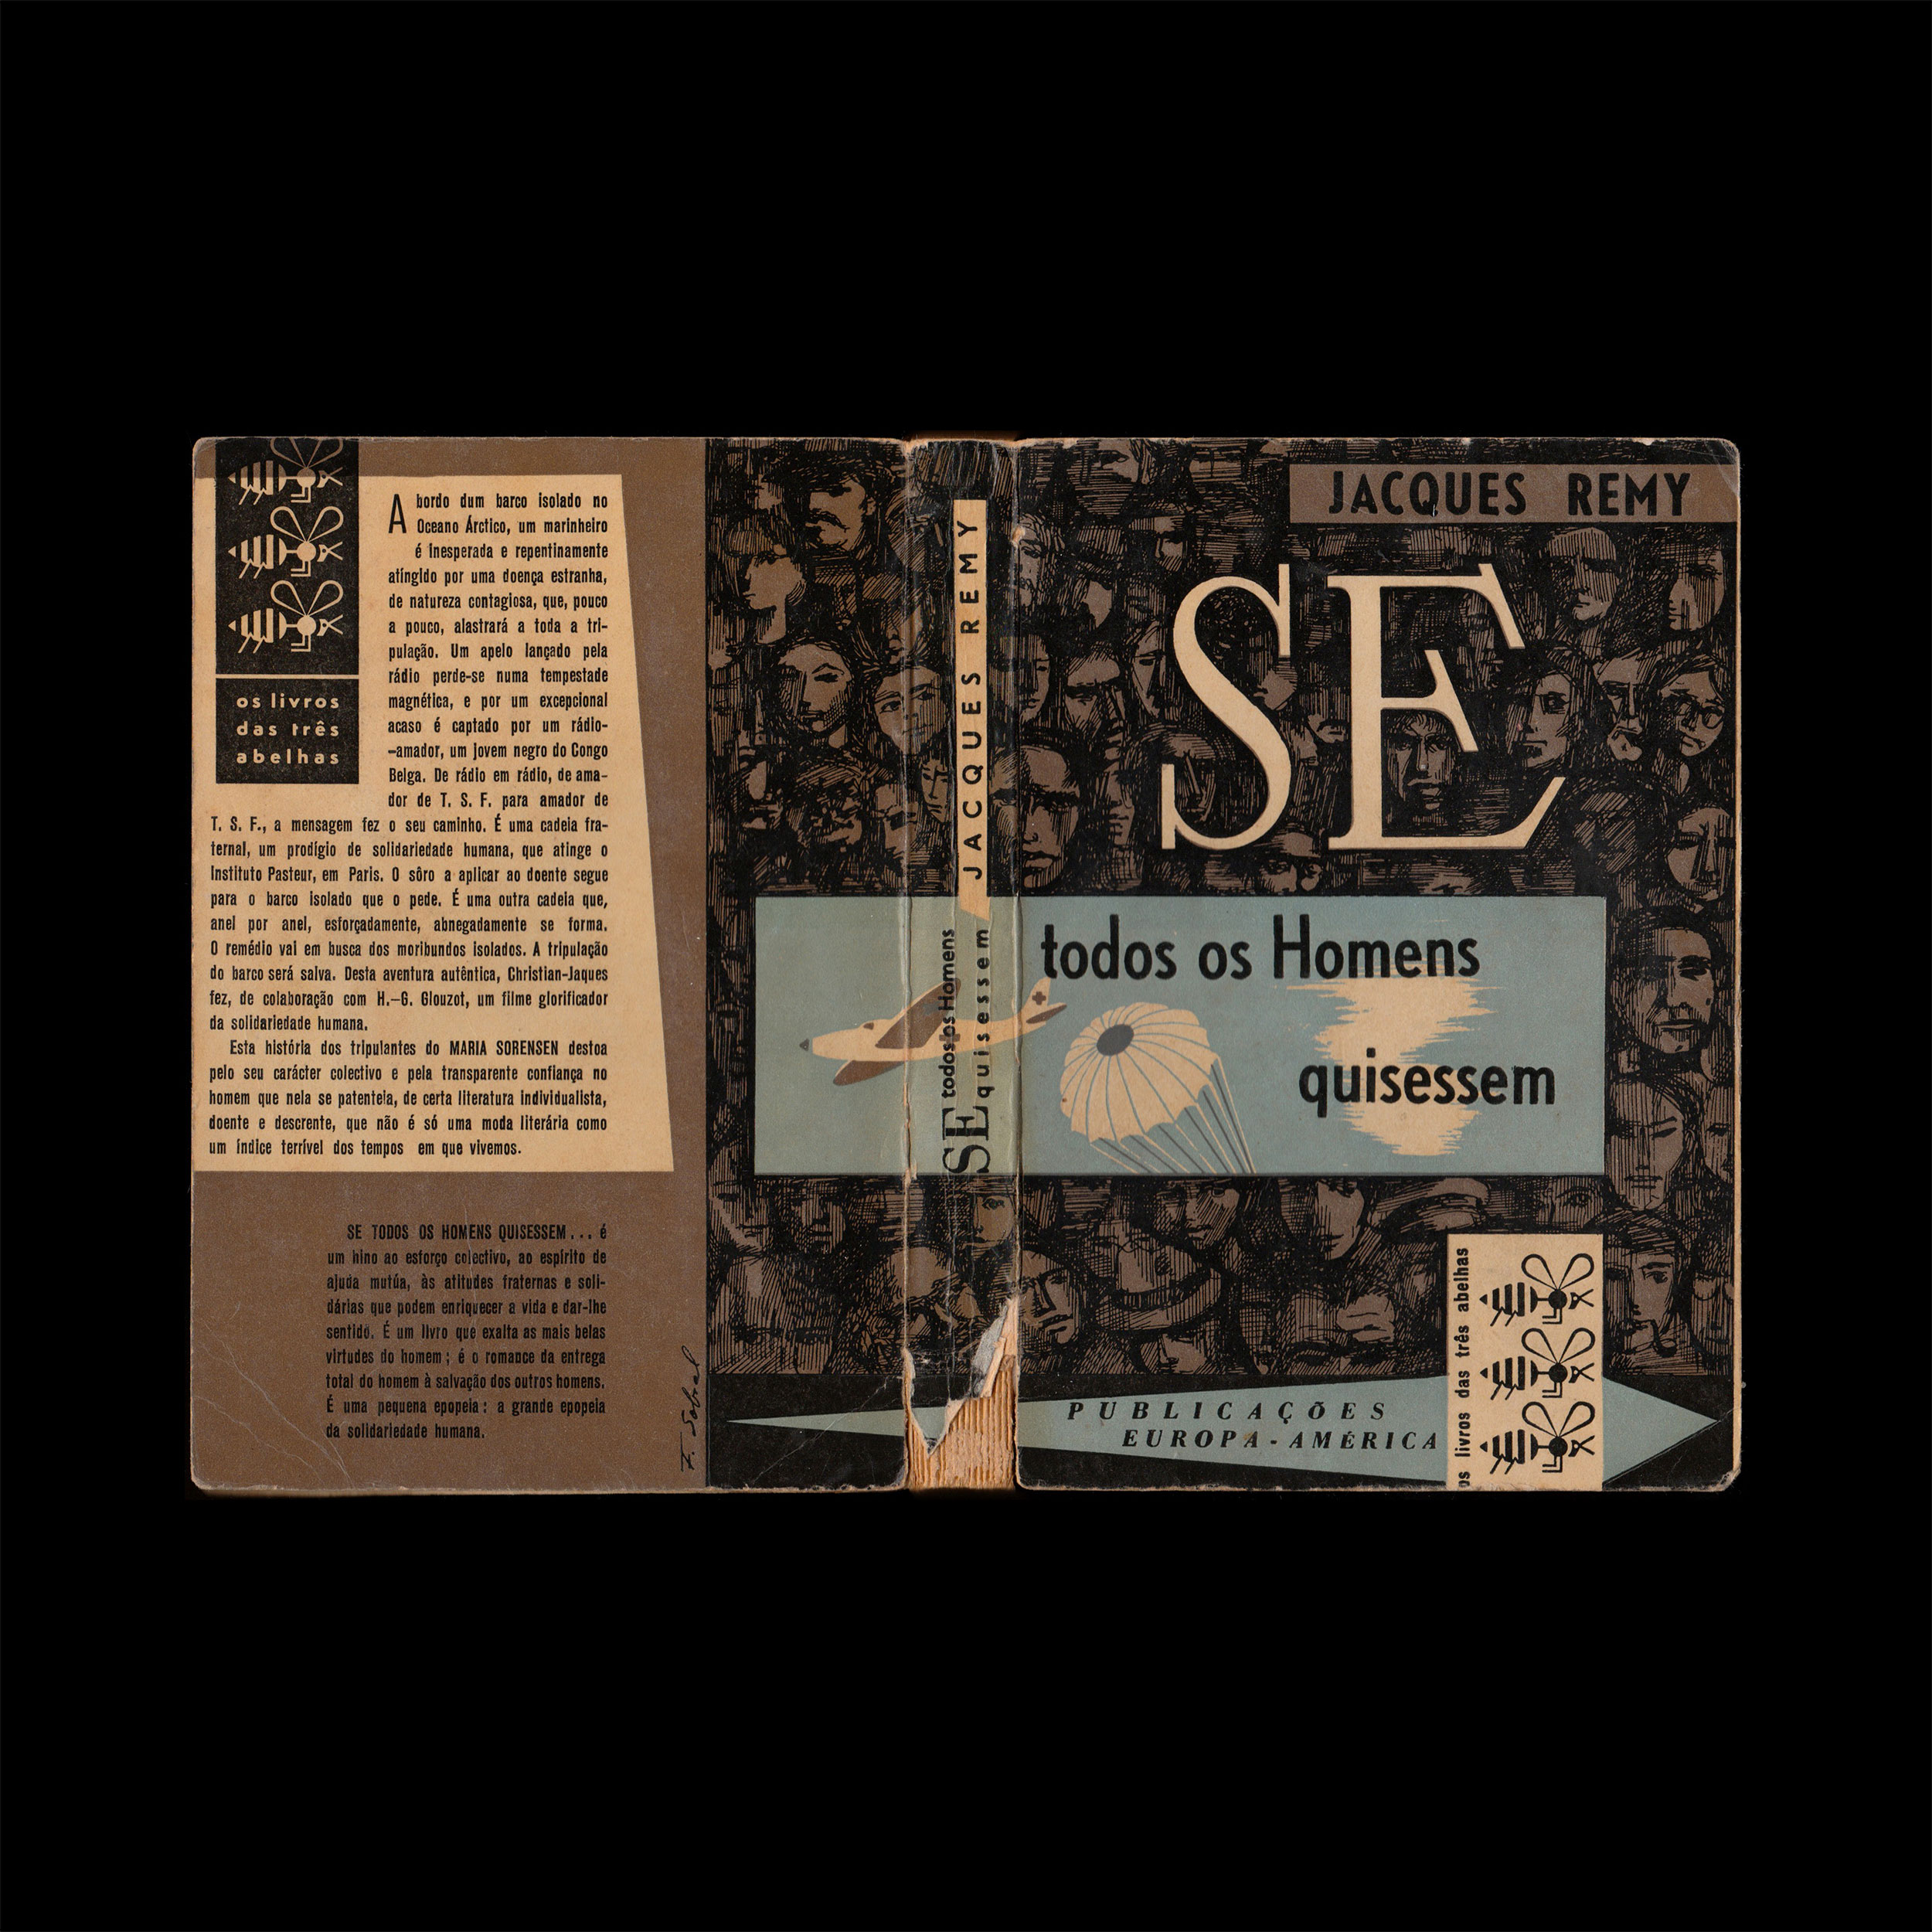 os livros
das três
abelhas
A bordo dum barco isolado no
Oceano Árctico, um marinheiro
é inesperada e repentinamente
atingido por uma doença estranha,
de natureza contagiosa, que, pouco
a pouco, alastrará a toda a tri-
pulação. Um apelo lançado pela
rádio perde-se numa tempestade
magnética, e por um excepcional
acaso é captado por um rádio-
-amador, um jovem negro do Congo
Belga. De rádio em rádio, de ama-
dor de T. S. F. para amador de
T. S. F., a mensagem fez o seu caminho. É uma cadeia fra-
ternal, um prodígio de solidariedade humana, que atinge o
Instituto Pasteur, em Paris. O sôro a aplicar ao doente segue
para o barco isolado que o pede. É uma outra cadeia que,
anel por anel, esforçadamente, abnegadamente se forma.
O remédio vai em busca dos moribundos isolados. A tripulação
do barco será salva. Desta aventura autêntica, Christian-Jaques
fez, de colaboração com H.-G. Glouzot, um filme glorificador
da solidariedade humana.
Esta história dos tripulantes do MARIA SORENSEN destoa
pelo seu carácter colectivo e pela transparente confiança no
homem que nela se patenteia, de certa literatura individualista,
doente e descrente, que não é só uma moda literária como
um índice terrível dos tempos em que vivemos.
SE TODOS OS HOMENS QUISESSEM... é
um hino ao esforço colectivo, ao espírito de
ajuda mutúa, às atitudes fraternas e soli-
dárias que podem enriquecer a vida e dar-lhe
sentido. É um livro que exalta as mais belas
virtudes do homem; é o romance da entrega
total do homem à salvação dos outros homens.
É uma pequena epopeia: a grande epopeia
da solidariedade humana.
F. Sobral
SE todos os Homens
quisessem
JACQUES REMY
JACQUES REMY
SE
todos os Homens
quisessem
PUBLICAÇÕES
EUROPA-AMÉRICA
os livros das três abelhas